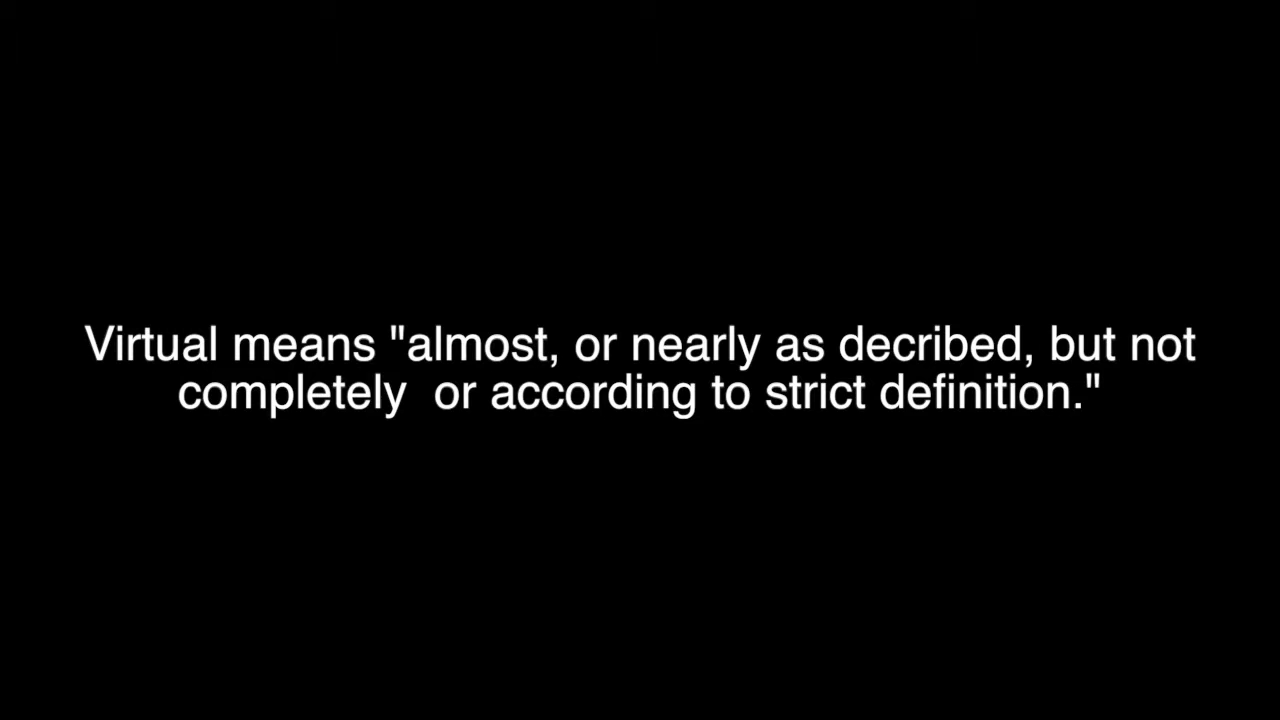 Virtual means "almost, or nearly as decribed, but not
completely  or according to strict definition."